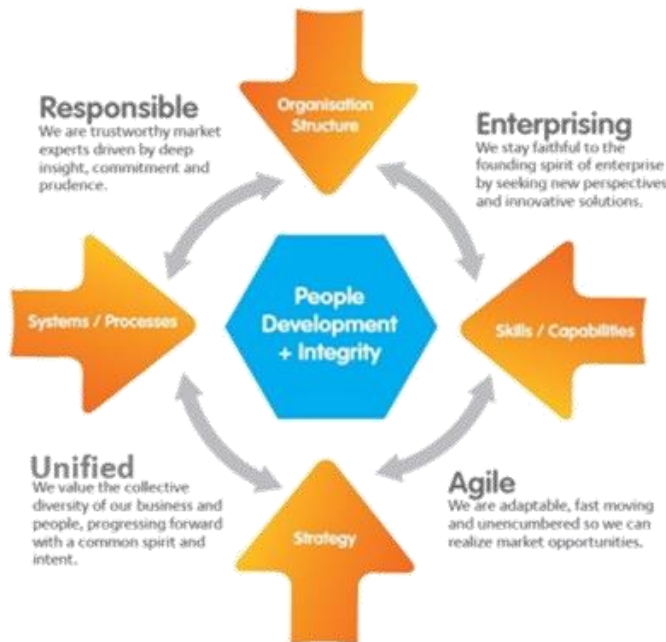 Organisation
Structure
Responsible
We are trustworthy market
experts driven by deep
insight, commitment and
prudence.
Enterprising
We stay faithful to the
founding spirit of enterprise
by seeking new perspectives
and innovative solutions.
Systems / Processes
People
Development
+ Integrity
Skills / Capabilities
Unified
We value the collective
diversity of our business and
people, progressing forward
with a common spirit and
intent.
Strategy
Agile
We are adaptable, fast moving
and unencumbered so we can
realize market opportunities.